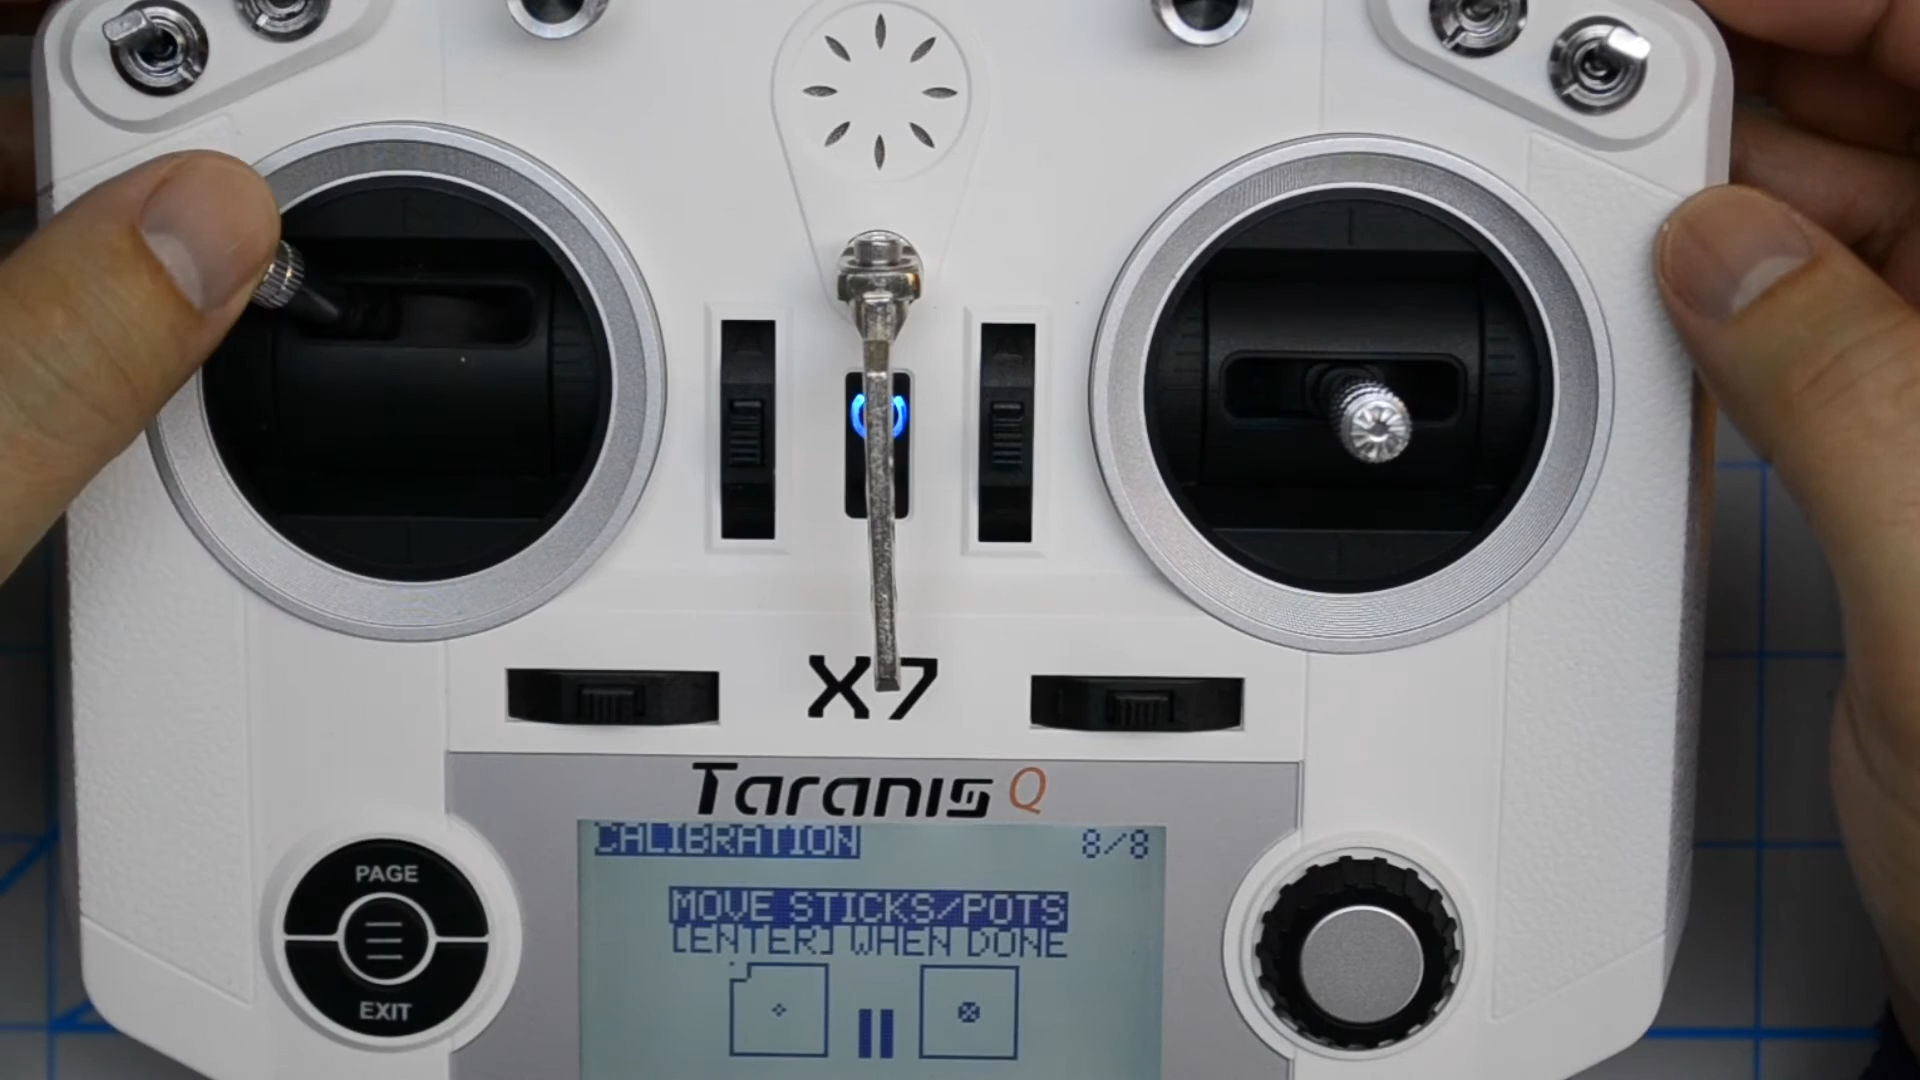 X7
Taranis Q
CALIBRATION 8/8
MOVE STICKS/POTS
[ENTER] WHEN DONE
PAGE
EXIT